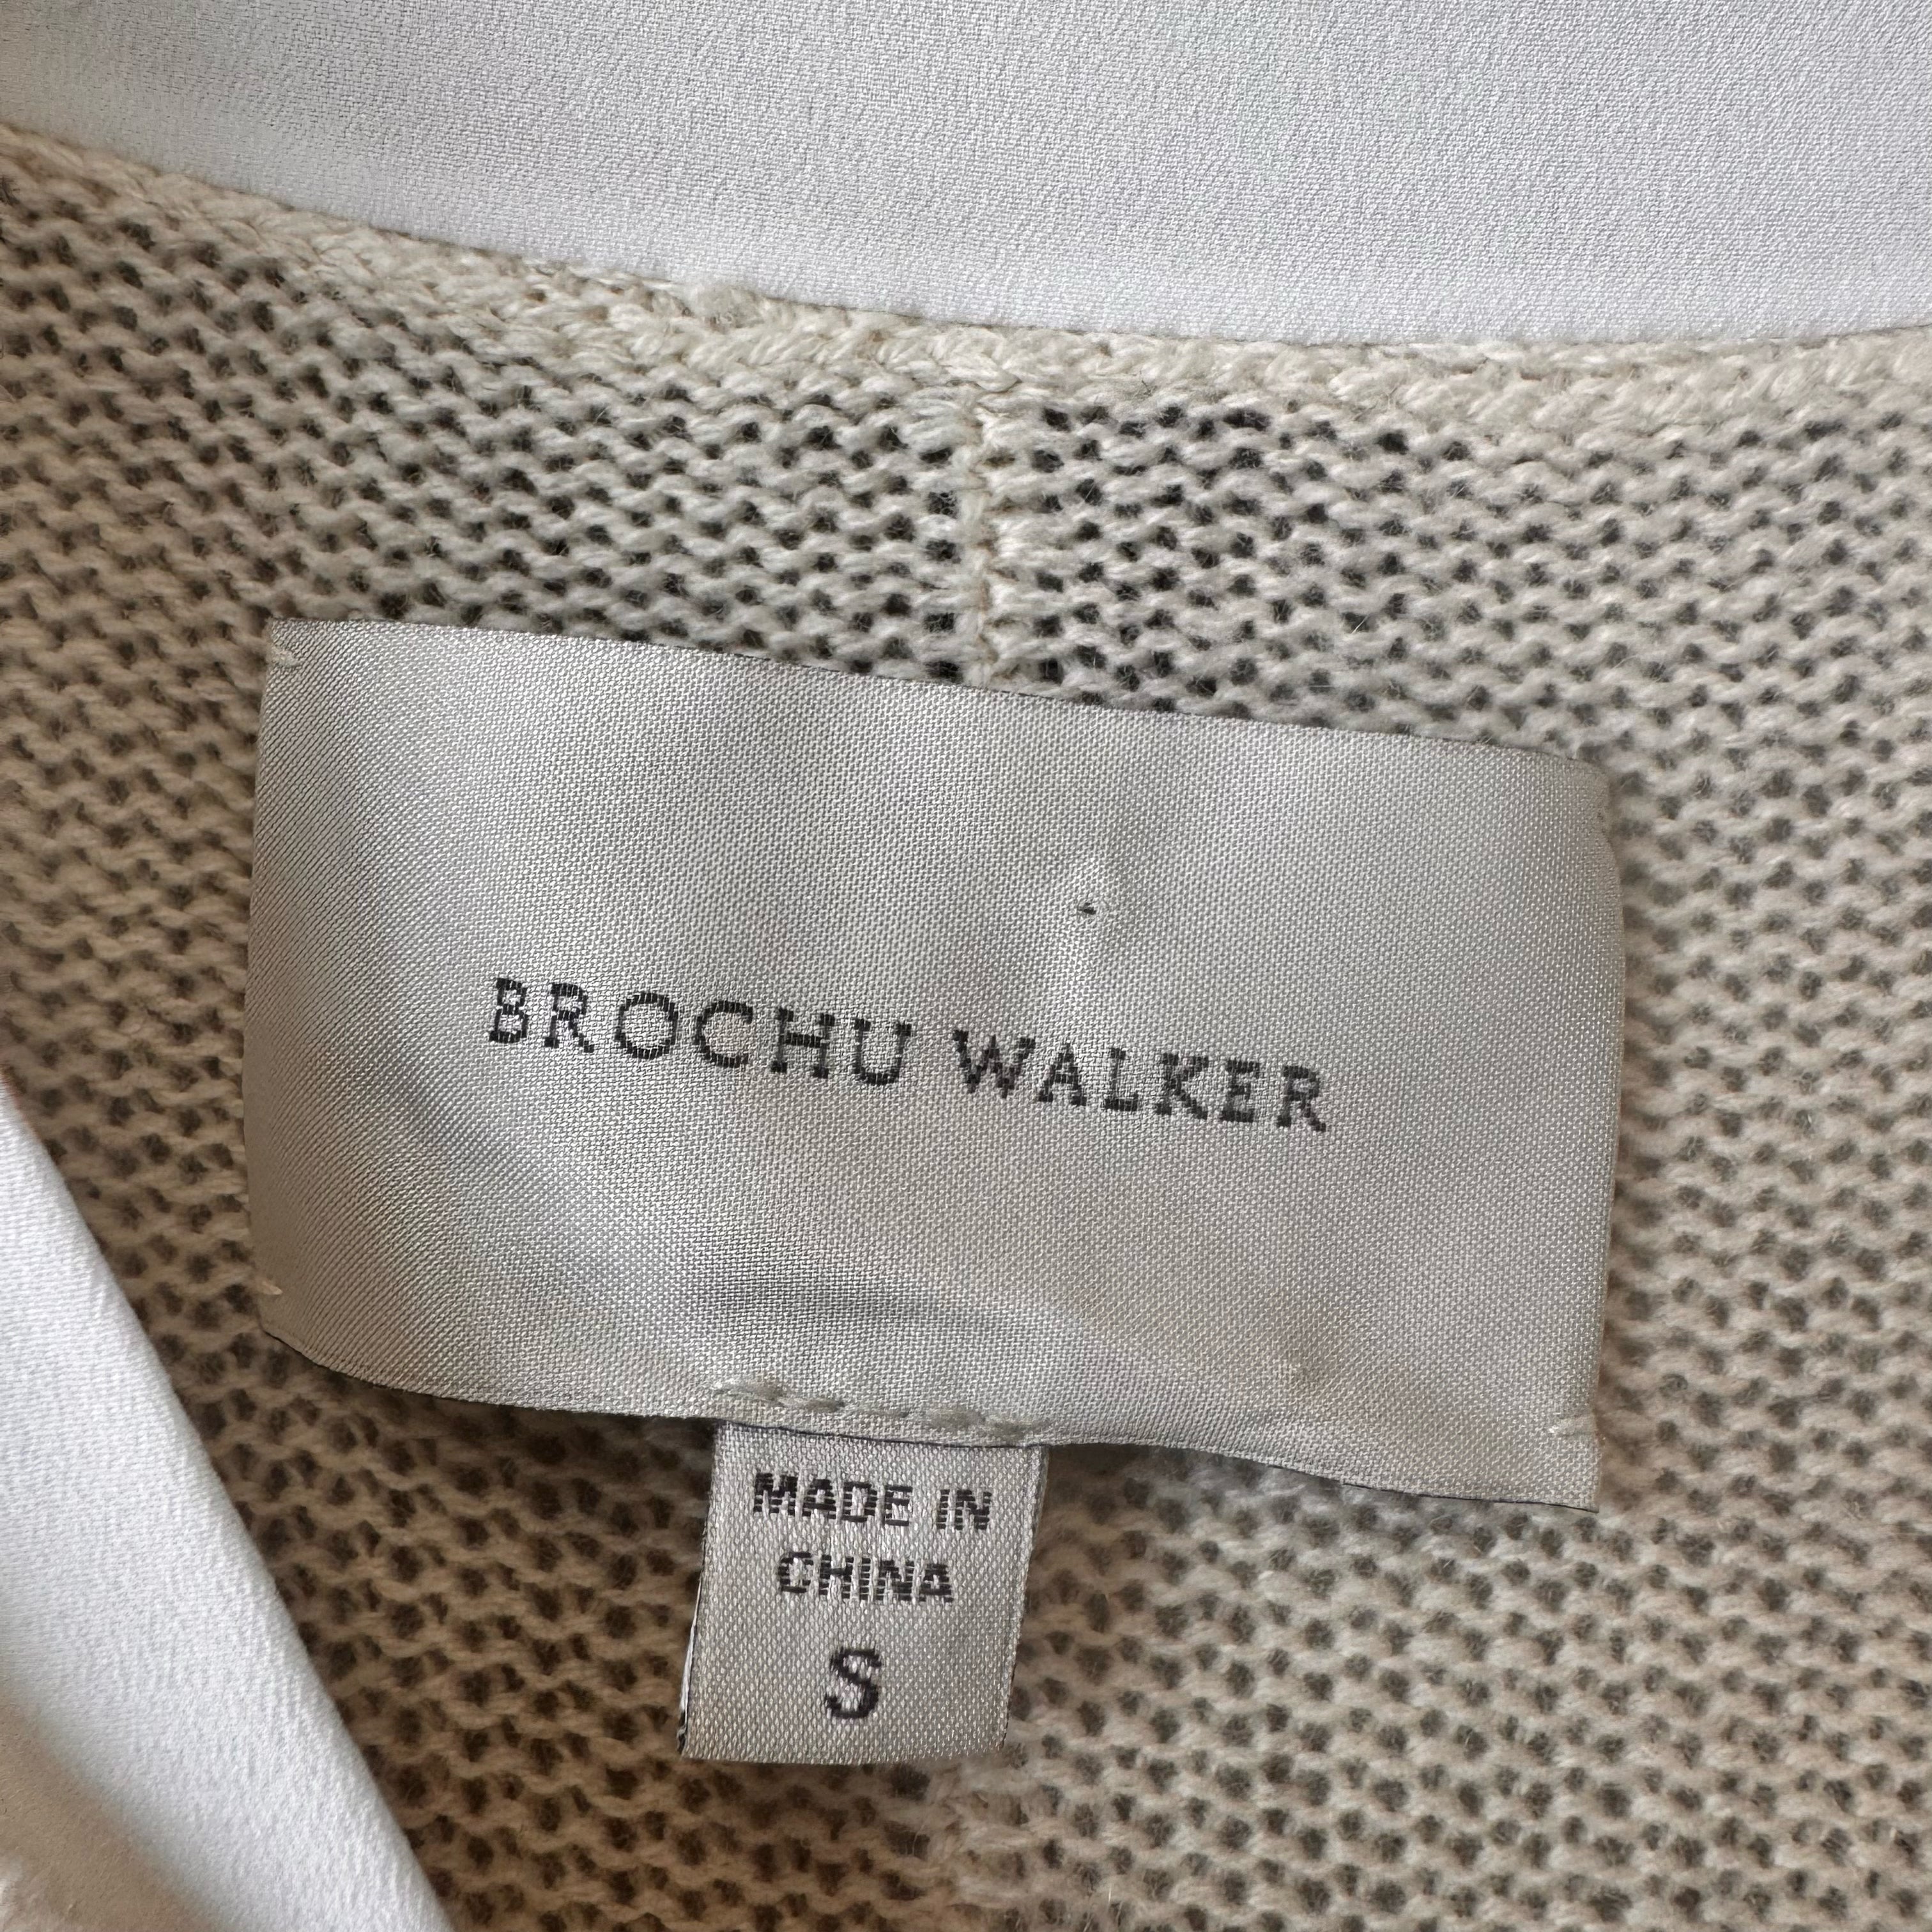 BROCHU WALKER
MADE IN
CHINA
S